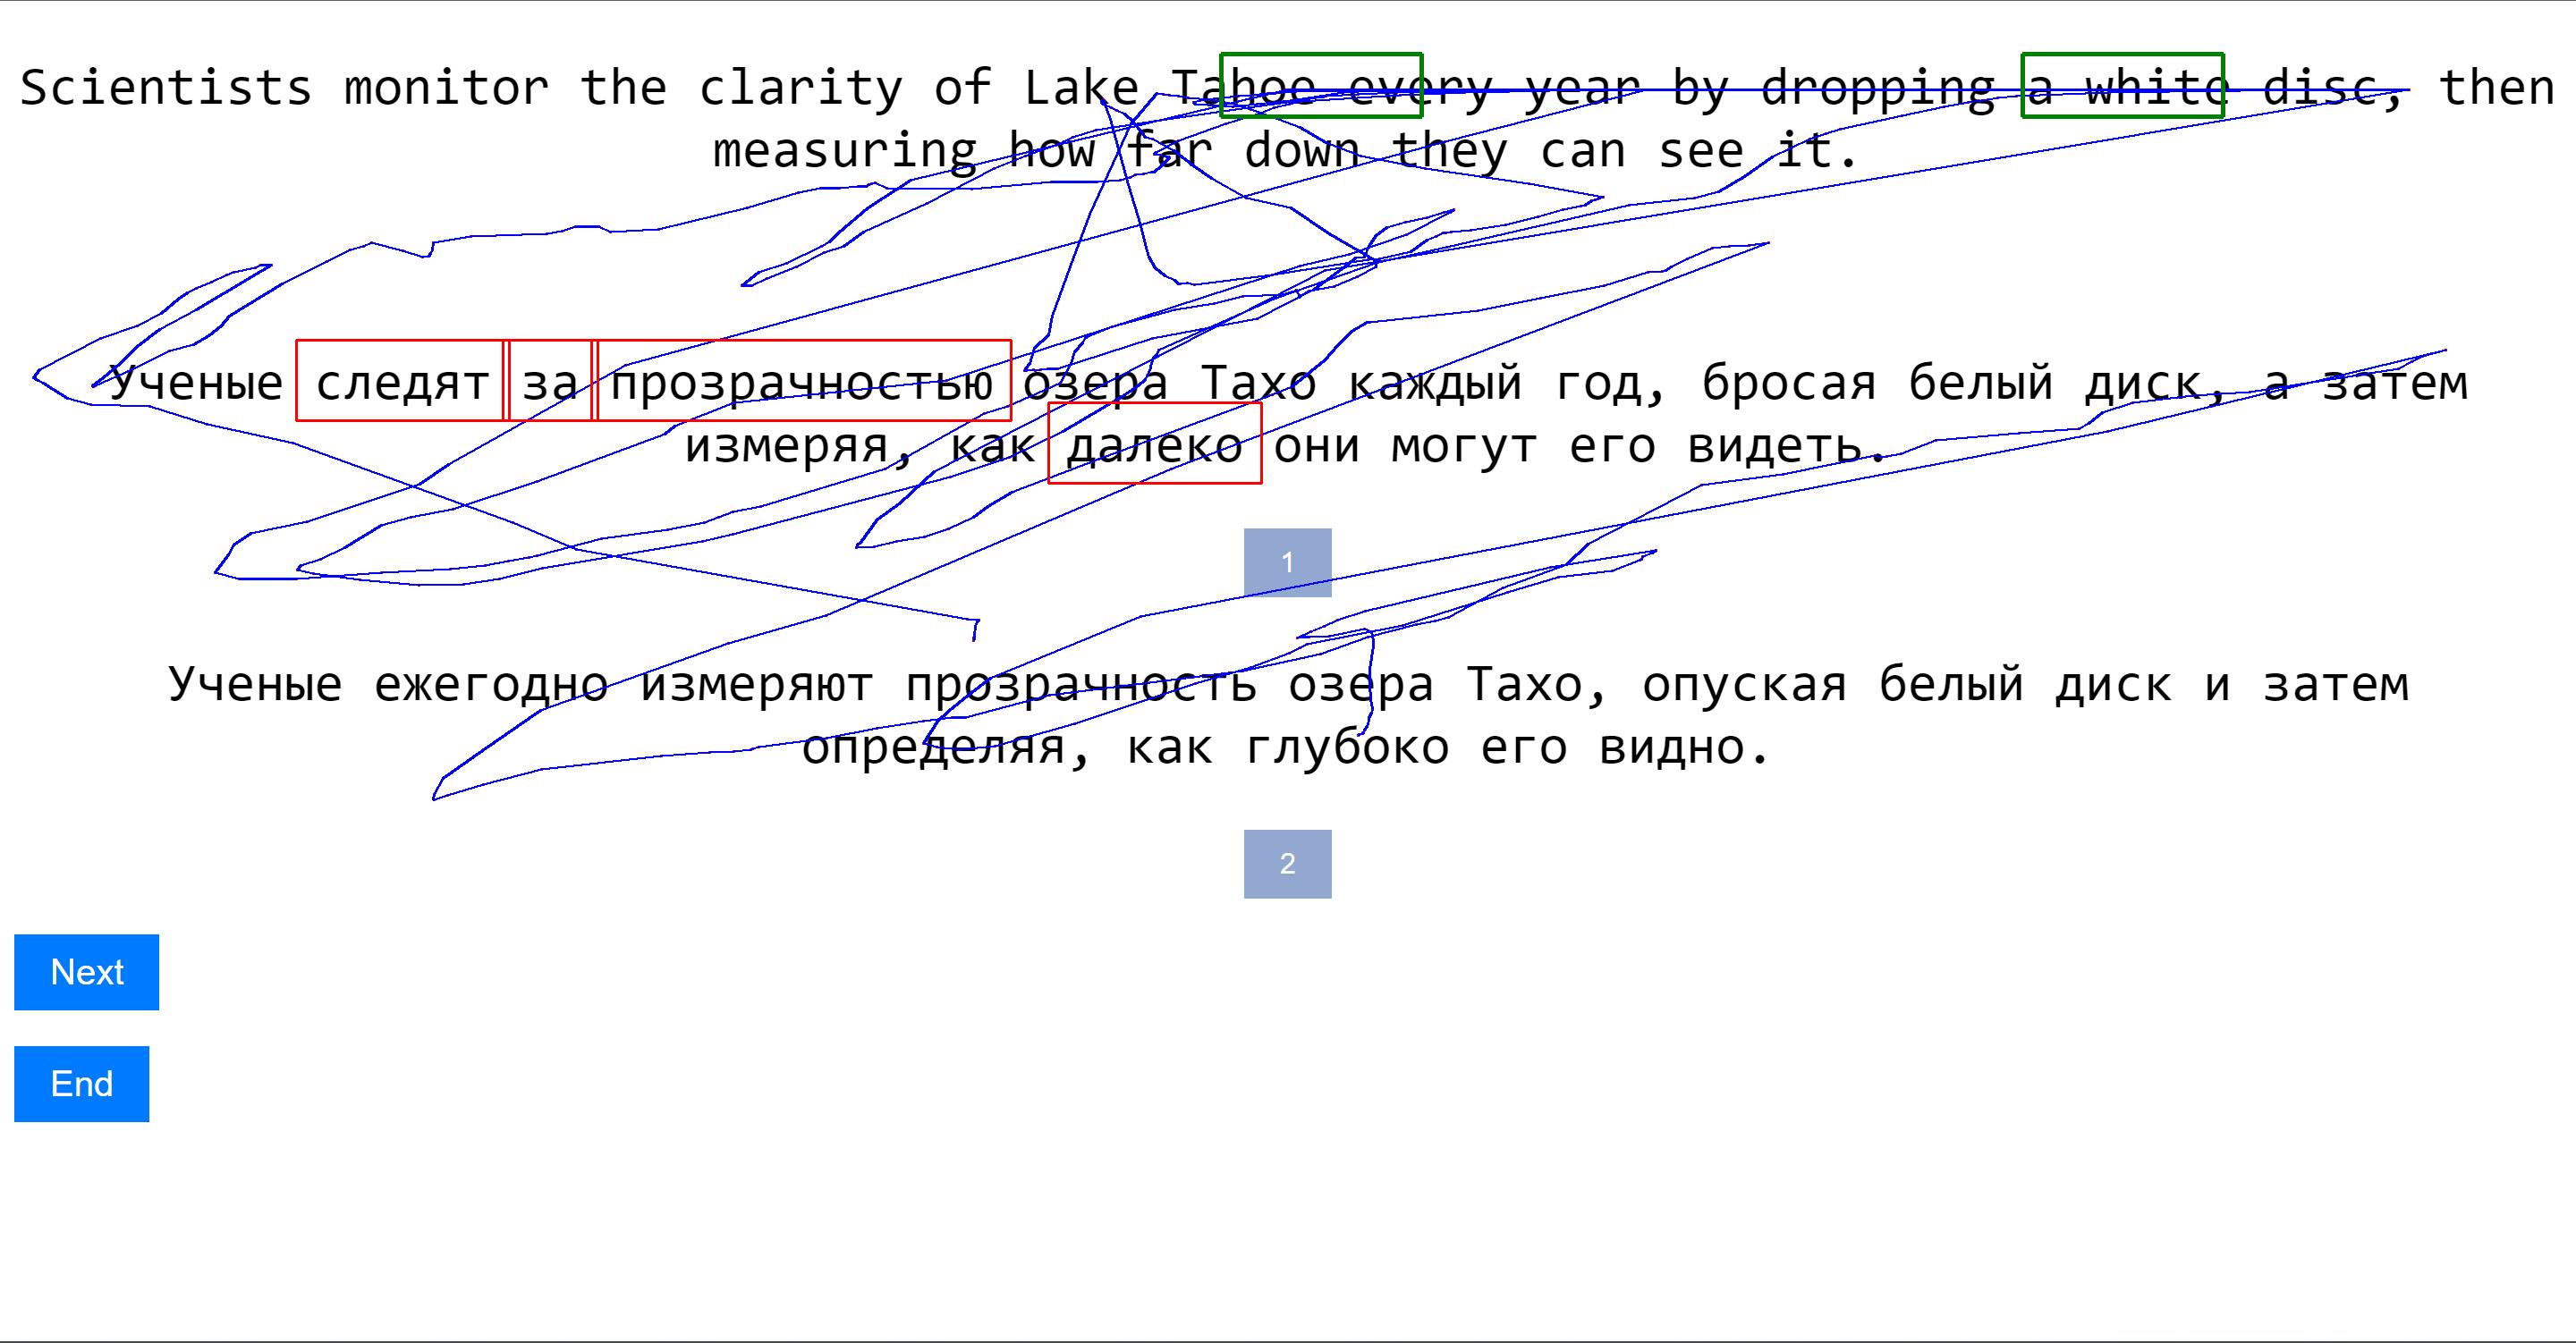 Scientists monitor the clarity of Lake Tahoe every year by dropping a white disc, then
measuring how far down they can see it.
Ученые следят за прозрачностью озера Тахо каждый год, бросая белый диск, а затем
измеряя, как далеко они могут его видеть.
1
Ученые ежегодно измеряют прозрачность озера Тахо, опуская белый диск и затем
определяя, как глубоко его видно.
2
Next
End